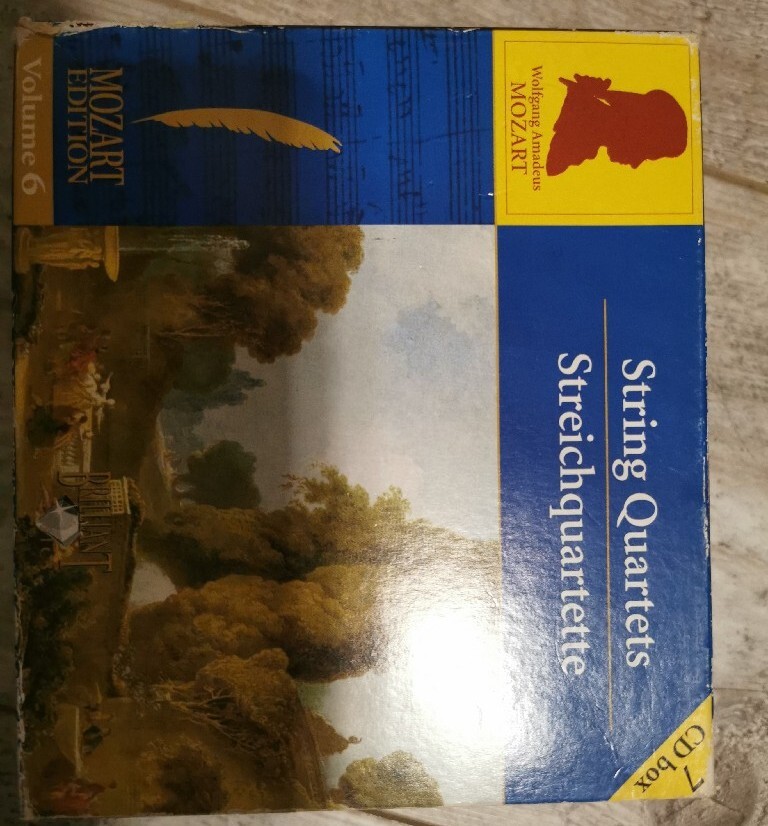 Wolfgang Amadeus
MOZART
String Quartets
Streichquartette
7
CD box
MOZART
EDITION
Volume 6
BRILLIANT